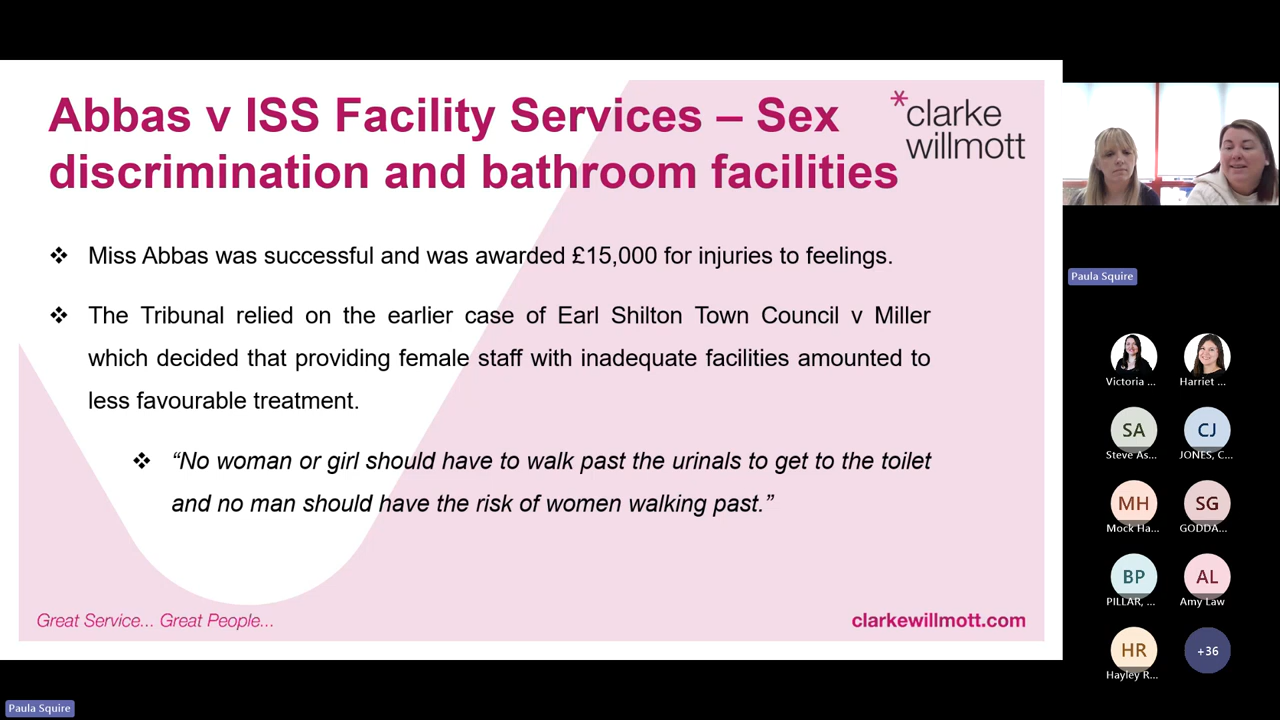 Abbas v ISS Facility Services – Sex
discrimination and bathroom facilities
*clarke
willmott
❖ Miss Abbas was successful and was awarded £15,000 for injuries to feelings.
❖ The Tribunal relied on the earlier case of Earl Shilton Town Council v Miller
which decided that providing female staff with inadequate facilities amounted to
less favourable treatment.
❖ “No woman or girl should have to walk past the urinals to get to the toilet
and no man should have the risk of women walking past.”
Great Service... Great People...
clarkewillmott.com
Paula Squire
Victoria ...
Harriet ...
SA
Steve As...
CJ
JONES, C...
MH
Mock Ha...
SG
GODDA...
BP
PILLAR, ...
AL
Amy Law
HR
Hayley R...
+36
Paula Squire